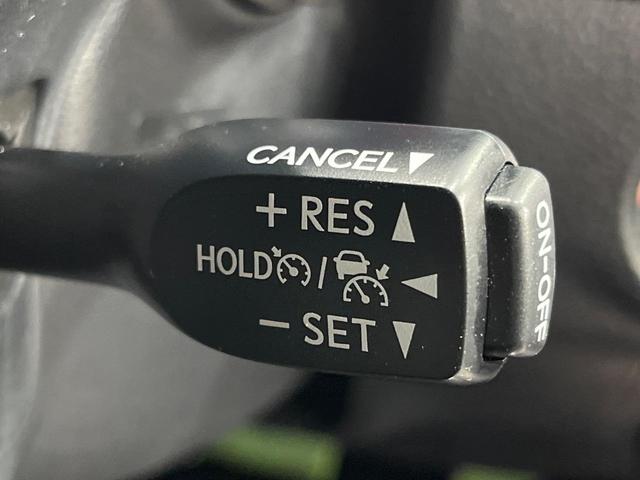 CANCEL▼
+ RES ▲
HOLD / ◀
− SET ▼
ON-OFF